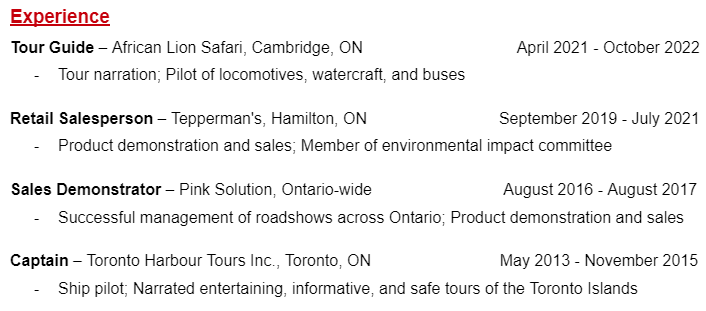 Experience
Tour Guide – African Lion Safari, Cambridge, ON April 2021 - October 2022
- Tour narration; Pilot of locomotives, watercraft, and buses
Retail Salesperson – Tepperman's, Hamilton, ON September 2019 - July 2021
- Product demonstration and sales; Member of environmental impact committee
Sales Demonstrator – Pink Solution, Ontario-wide August 2016 - August 2017
- Successful management of roadshows across Ontario; Product demonstration and sales
Captain – Toronto Harbour Tours Inc., Toronto, ON May 2013 - November 2015
- Ship pilot; Narrated entertaining, informative, and safe tours of the Toronto Islands